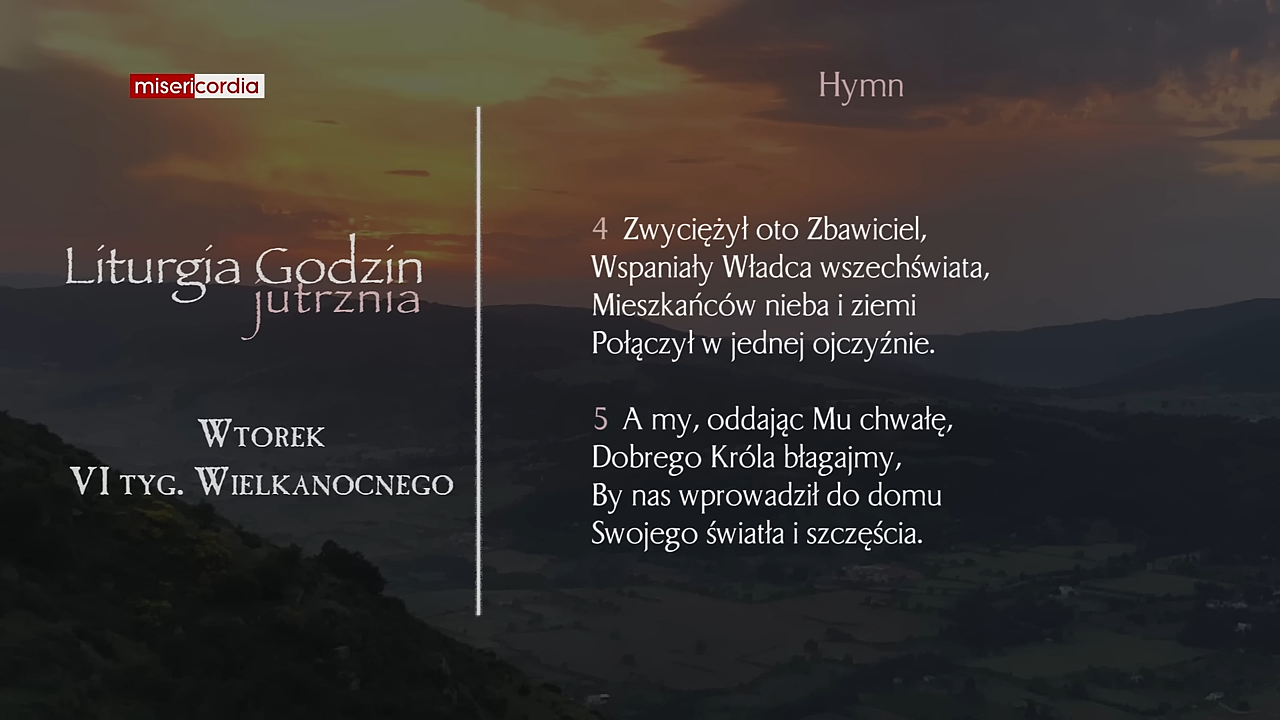 misericordia
Liturgia Godzin
jutrznia
Wtorek
VI tyg. Wielkanocnego
Hymn
4 Zwyciężył oto Zbawiciel,
Wspaniały Władca wszechświata,
Mieszkańców nieba i ziemi
Połączył w jednej ojczyźnie.
5 A my, oddając Mu chwałę,
Dobrego Króla błagajmy,
By nas wprowadził do domu
Swojego światła i szczęścia.